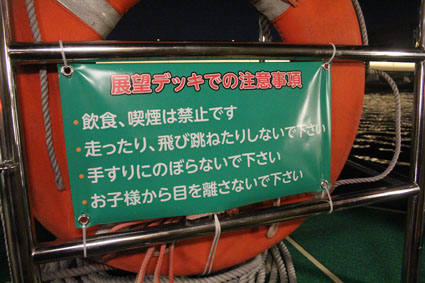 展望デッキでの注意事項
・飲食、喫煙は禁止です
・走ったり、飛び跳ねたりしないで下さい
・手すりにのぼらないで下さい
・お子様から目を離さないで下さい